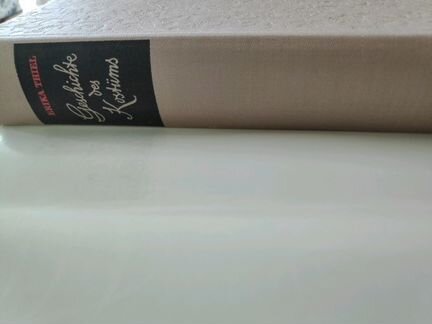 ERIKA THIEL
Geschichte
des
Kostüms